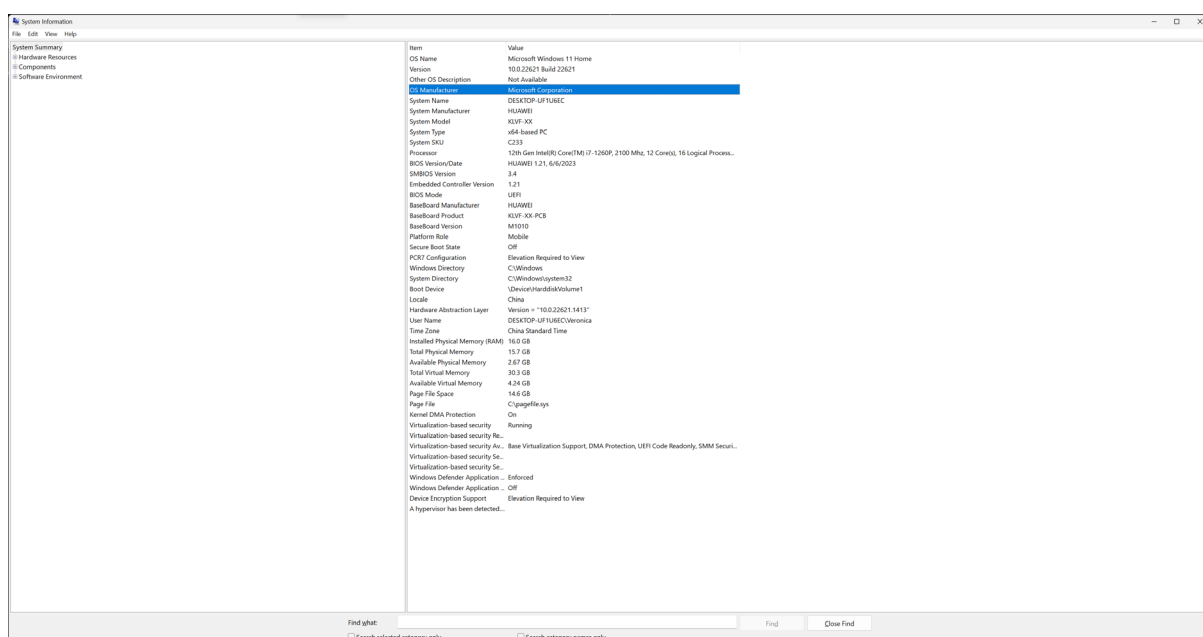 System Information
File Edit View Help
System Summary
Hardware Resources
Components
Software Environment
Item Value
OS Name Microsoft Windows 11 Home
Version 10.0.22621 Build 22621
Other OS Description Not Available
OS Manufacturer Microsoft Corporation
System Name DESKTOP-UF1U6EC
System Manufacturer HUAWEI
System Model KLVF-XX
System Type x64-based PC
System SKU C233
Processor 12th Gen Intel(R) Core(TM) i7-1260P, 2100 Mhz, 12 Core(s), 16 Logical Process...
BIOS Version/Date HUAWEI 1.21, 6/6/2023
SMBIOS Version 3.4
Embedded Controller Version 1.21
BIOS Mode UEFI
BaseBoard Manufacturer HUAWEI
BaseBoard Product KLVF-XX-PCB
BaseBoard Version M1010
Platform Role Mobile
Secure Boot State Off
PCR7 Configuration Elevation Required to View
Windows Directory C:\Windows
System Directory C:\Windows\system32
Boot Device \Device\HarddiskVolume1
Locale China
Hardware Abstraction Layer Version = "10.0.22621.1413"
User Name DESKTOP-UF1U6EC\Veronica
Time Zone China Standard Time
Installed Physical Memory (RAM) 16.0 GB
Total Physical Memory 15.7 GB
Available Physical Memory 2.67 GB
Total Virtual Memory 30.3 GB
Available Virtual Memory 4.24 GB
Page File Space 14.6 GB
Page File C:\pagefile.sys
Kernel DMA Protection On
Virtualization-based security Running
Virtualization-based security Re...
Virtualization-based security Av... Base Virtualization Support, DMA Protection, UEFI Code Readonly, SMM Securi...
Virtualization-based security Se...
Virtualization-based security Se...
Windows Defender Application ... Enforced
Windows Defender Application ... Off
Device Encryption Support Elevation Required to View
A hypervisor has been detected...
Find what: Find Close Find
Search selected category only Search category names only